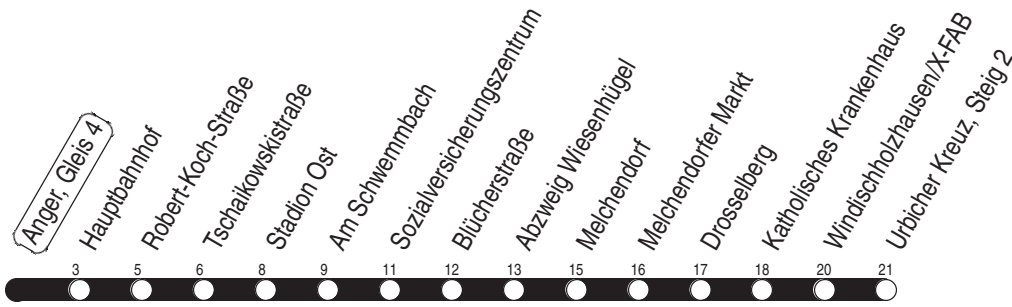 Anger, Gleis 4
Hauptbahnhof
Robert-Koch-Straße
Tschaikowskistraße
Stadion Ost
Am Schwemmbach
Sozialversicherungszentrum
Blücherstraße
Abzweig Wiesenhügel
Melchendorf
Melchendorfer Markt
Drosselberg
Katholisches Krankenhaus
Windischholzhausen/X-FAB
Urbicher Kreuz, Steig 2
3 5 6 8 9 11 12 13 15 16 17 18 20 21